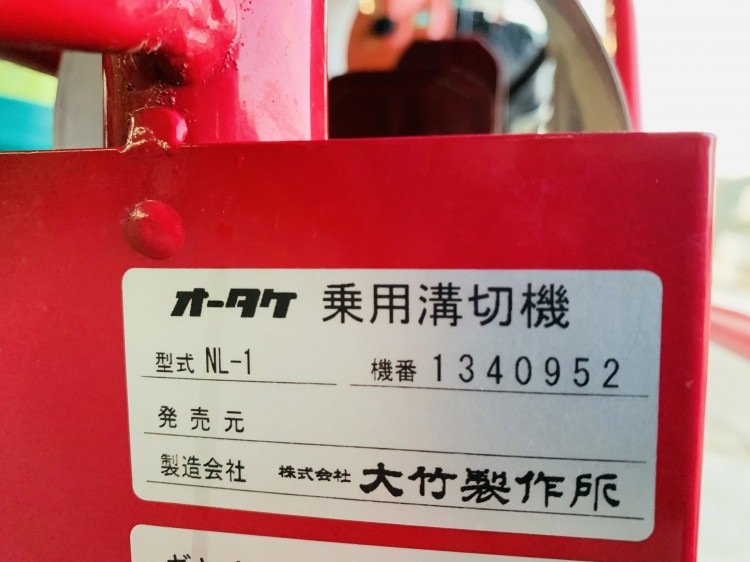 オータケ 乗用溝切機
型式 NL-1 機番 1340952
発売元
製造会社 株式会社 大竹製作所